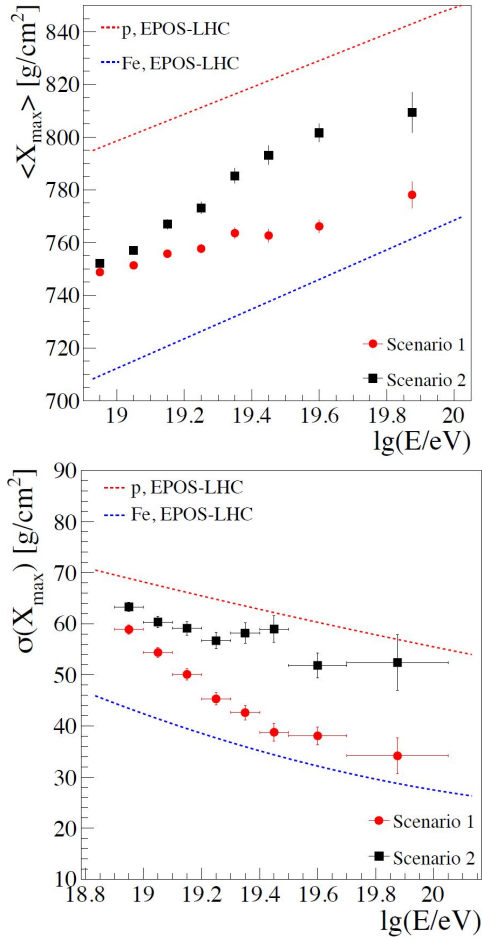 p, EPOS-LHC
Fe, EPOS-LHC
<X_max> [g/cm²]
840
820
800
780
760
740
720
700
19
19.2
19.4
19.6
19.8
20
lg(E/eV)
Scenario 1
Scenario 2
p, EPOS-LHC
Fe, EPOS-LHC
σ(X_max) [g/cm²]
90
80
70
60
50
40
30
20
10
18.8
19
19.2
19.4
19.6
19.8
20
lg(E/eV)
Scenario 1
Scenario 2